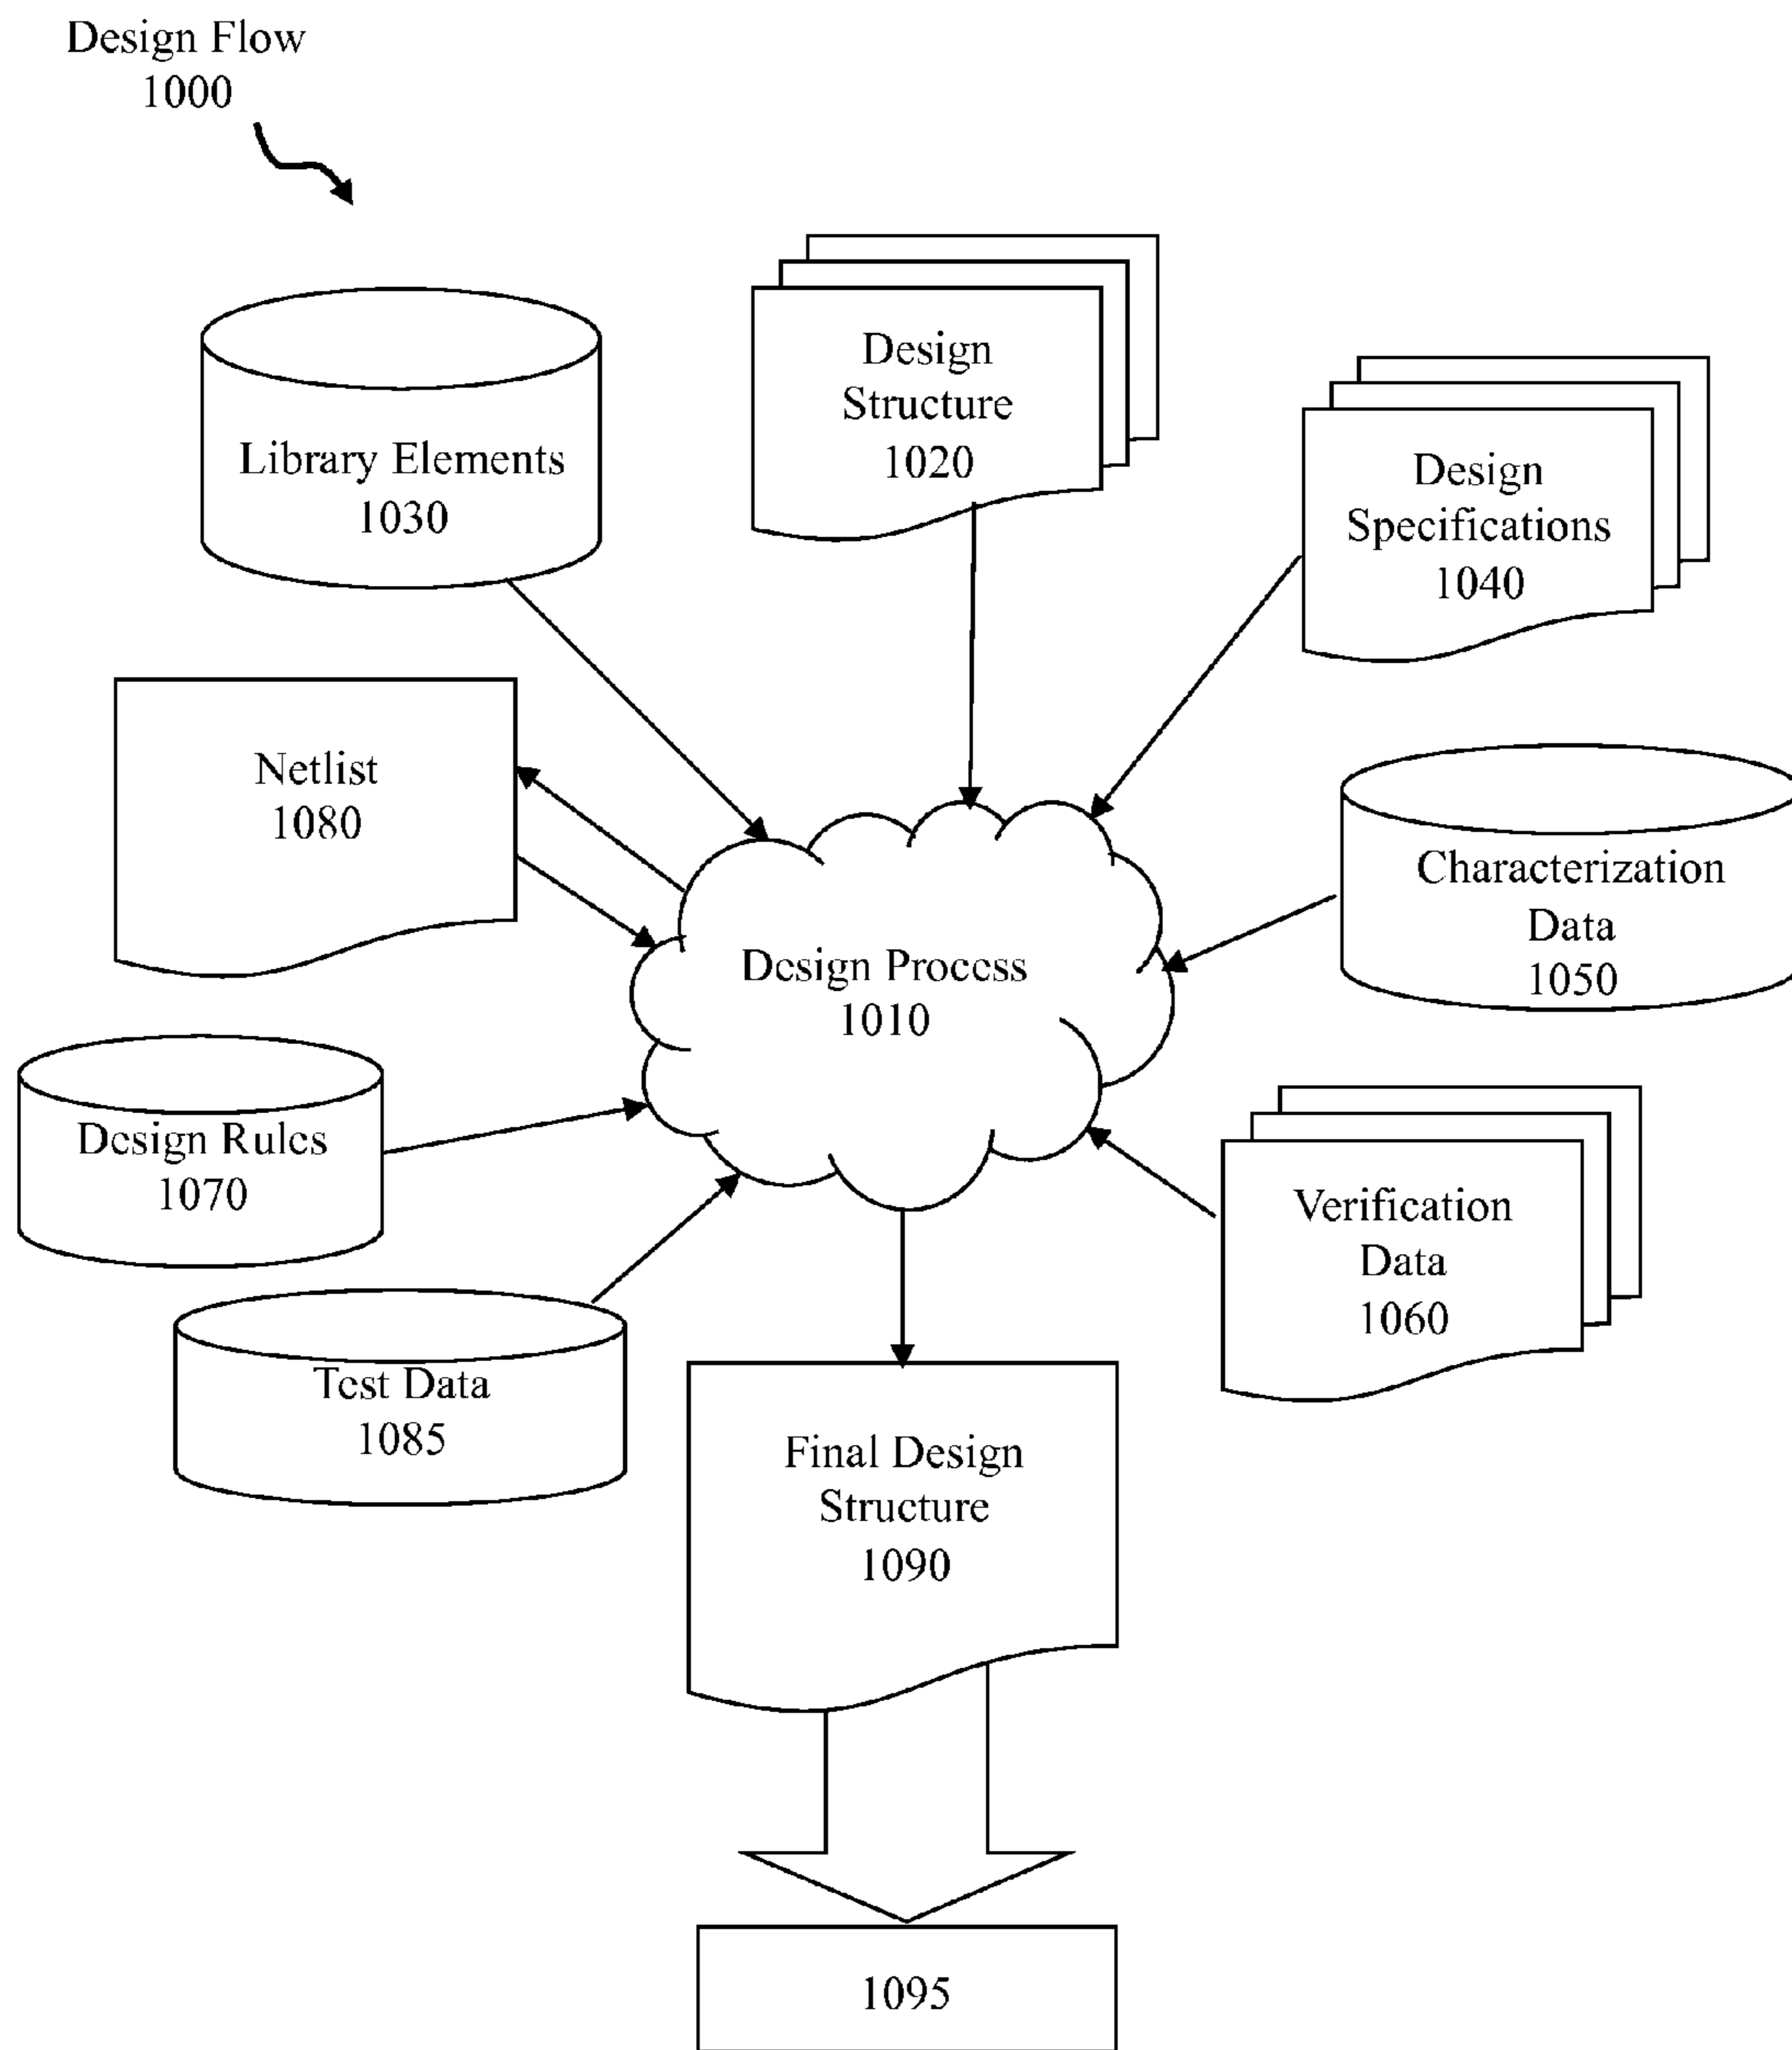 Design Flow
1000
Design
Structure
1020
Library Elements
1030
Design
Specifications
1040
Netlist
1080
Characterization
Data
1050
Design Process
1010
Design Rules
1070
Verification
Data
1060
Test Data
1085
Final Design
Structure
1090
1095